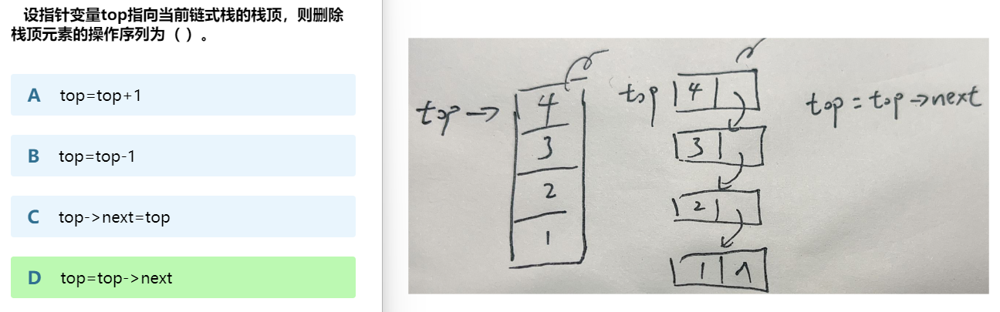 设指针变量top指向当前链式栈的栈顶，则删除
栈顶元素的操作序列为（ ）。
A top=top+1
B top=top-1
C top->next=top
D top=top->next
top→
4
3
2
1
top
4
3
2
1 ∧
top=top→next